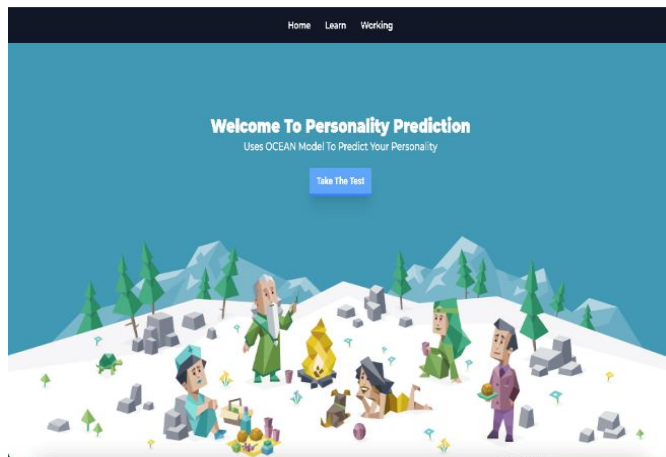 Home Learn Working
Welcome To Personality Prediction
Uses OCEAN Model To Predict Your Personality
Take The Test